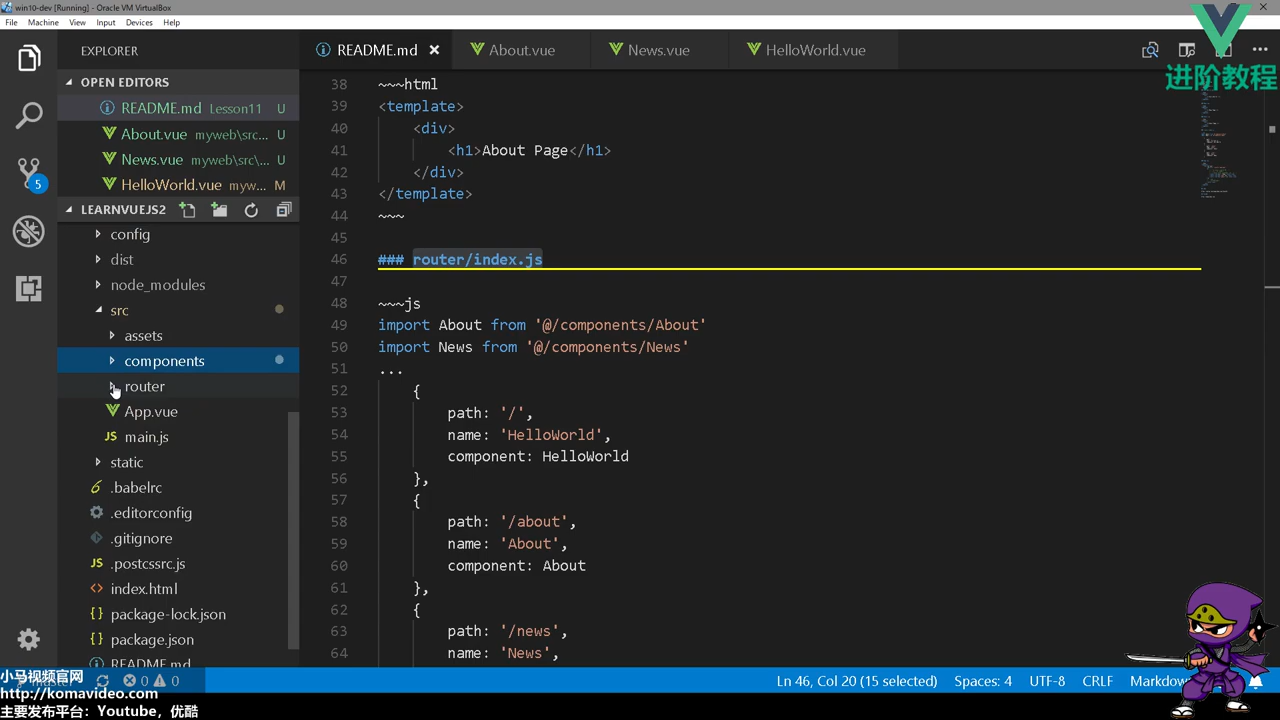 win10-dev [Running] - Oracle VM VirtualBox
File Machine View Input Devices Help
EXPLORER
README.md
About.vue
News.vue
HelloWorld.vue
进阶教程
OPEN EDITORS
README.md Lesson11 U
About.vue myweb\src... U
News.vue myweb\src\... U
HelloWorld.vue myw... M
LEARNVUEJS2
config
dist
node_modules
src
assets
components
router
App.vue
JS main.js
static
.babelrc
.editorconfig
.gitignore
JS .postcssrc.js
index.html
package-lock.json
package.json
README.md
5
38 ~~~html
39 <template>
40 <div>
41 <h1>About Page</h1>
42 </div>
43 </template>
44 ~~~
45
46 ### router/index.js
47
48 ~~~js
49 import About from '@/components/About'
50 import News from '@/components/News'
51 ...
52 {
53 path: '/',
54 name: 'HelloWorld',
55 component: HelloWorld
56 },
57 {
58 path: '/about',
59 name: 'About',
60 component: About
61 },
62 {
63 path: '/news',
64 name: 'News',
小马视频官网
http://komavideo.com
主要发布平台：Youtube，优酷
0 0
Ln 46, Col 20 (15 selected) Spaces: 4 UTF-8 CRLF